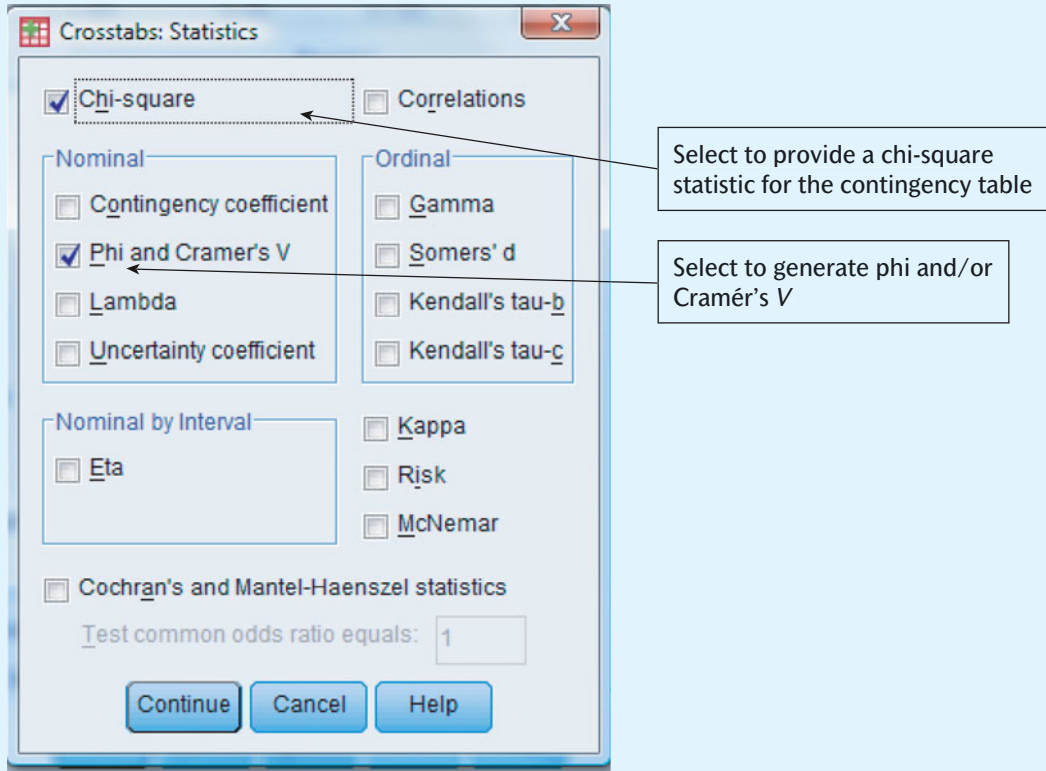 Crosstabs: Statistics
Chi-square
Correlations
Select to provide a chi-square
statistic for the contingency table
Nominal
Contingency coefficient
Phi and Cramer's V
Lambda
Uncertainty coefficient
Ordinal
Gamma
Somers' d
Kendall's tau-b
Kendall's tau-c
Select to generate phi and/or
Cramér's V
Nominal by Interval
Eta
Kappa
Risk
McNemar
Cochran's and Mantel-Haenszel statistics
Test common odds ratio equals: 1
Continue Cancel Help